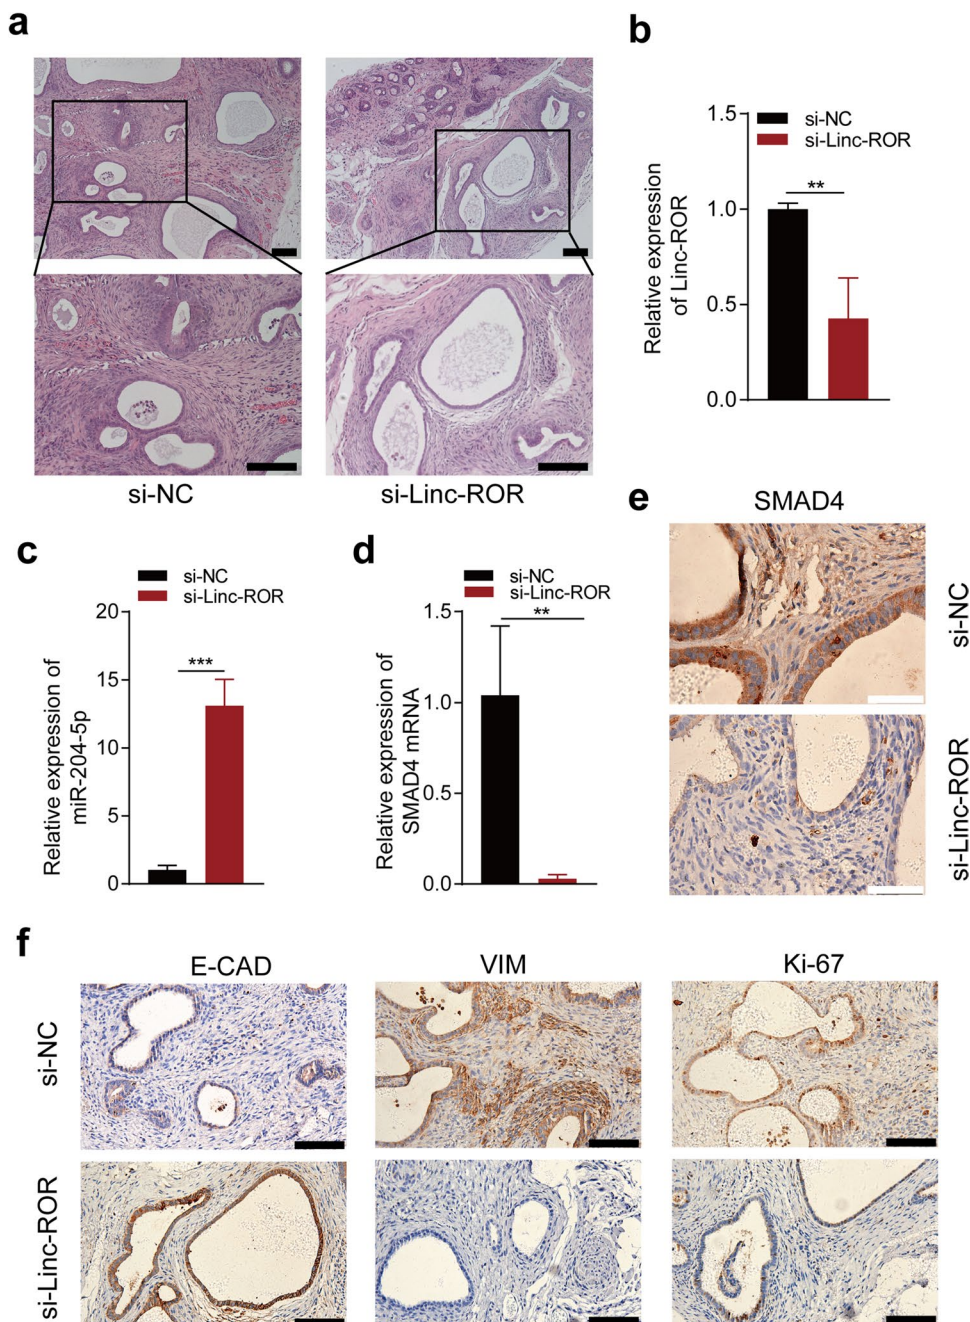 a
si-NC
si-Linc-ROR
b
si-NC
si-Linc-ROR
Relative expression
of Linc-ROR
1.5
1.0
0.5
0.0
**
c
si-NC
si-Linc-ROR
Relative expression of
miR-204-5p
20
15
10
5
0
***
d
si-NC
si-Linc-ROR
Relative expression of
SMAD4 mRNA
1.5
1.0
0.5
0.0
**
e
SMAD4
si-NC
si-Linc-ROR
f
E-CAD
VIM
Ki-67
si-NC
si-Linc-ROR